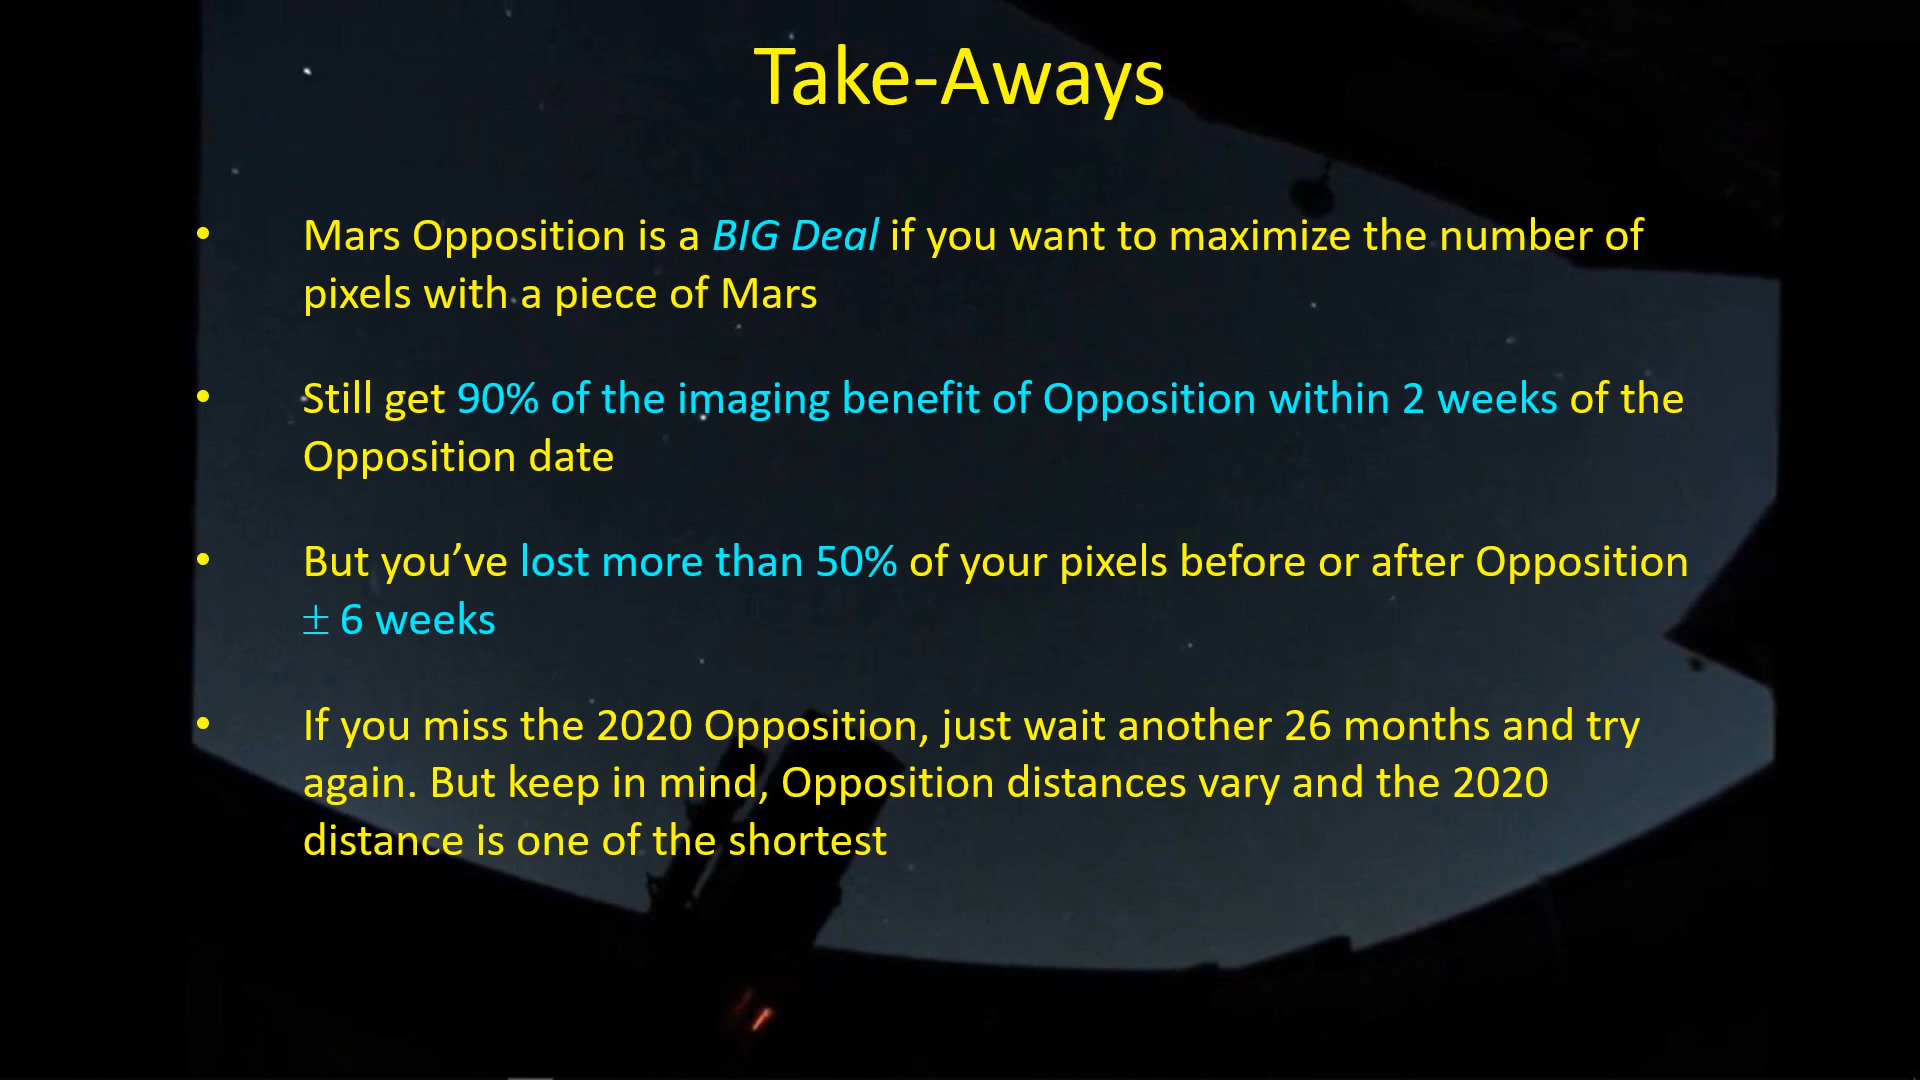 Take-Aways
• Mars Opposition is a BIG Deal if you want to maximize the number of
pixels with a piece of Mars
• Still get 90% of the imaging benefit of Opposition within 2 weeks of the
Opposition date
• But you’ve lost more than 50% of your pixels before or after Opposition
± 6 weeks
• If you miss the 2020 Opposition, just wait another 26 months and try
again. But keep in mind, Opposition distances vary and the 2020
distance is one of the shortest